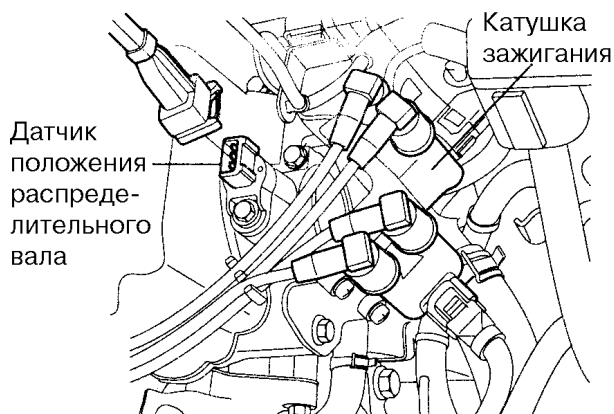 Катушка
зажигания
Датчик
положения
распреде-
лительного
вала